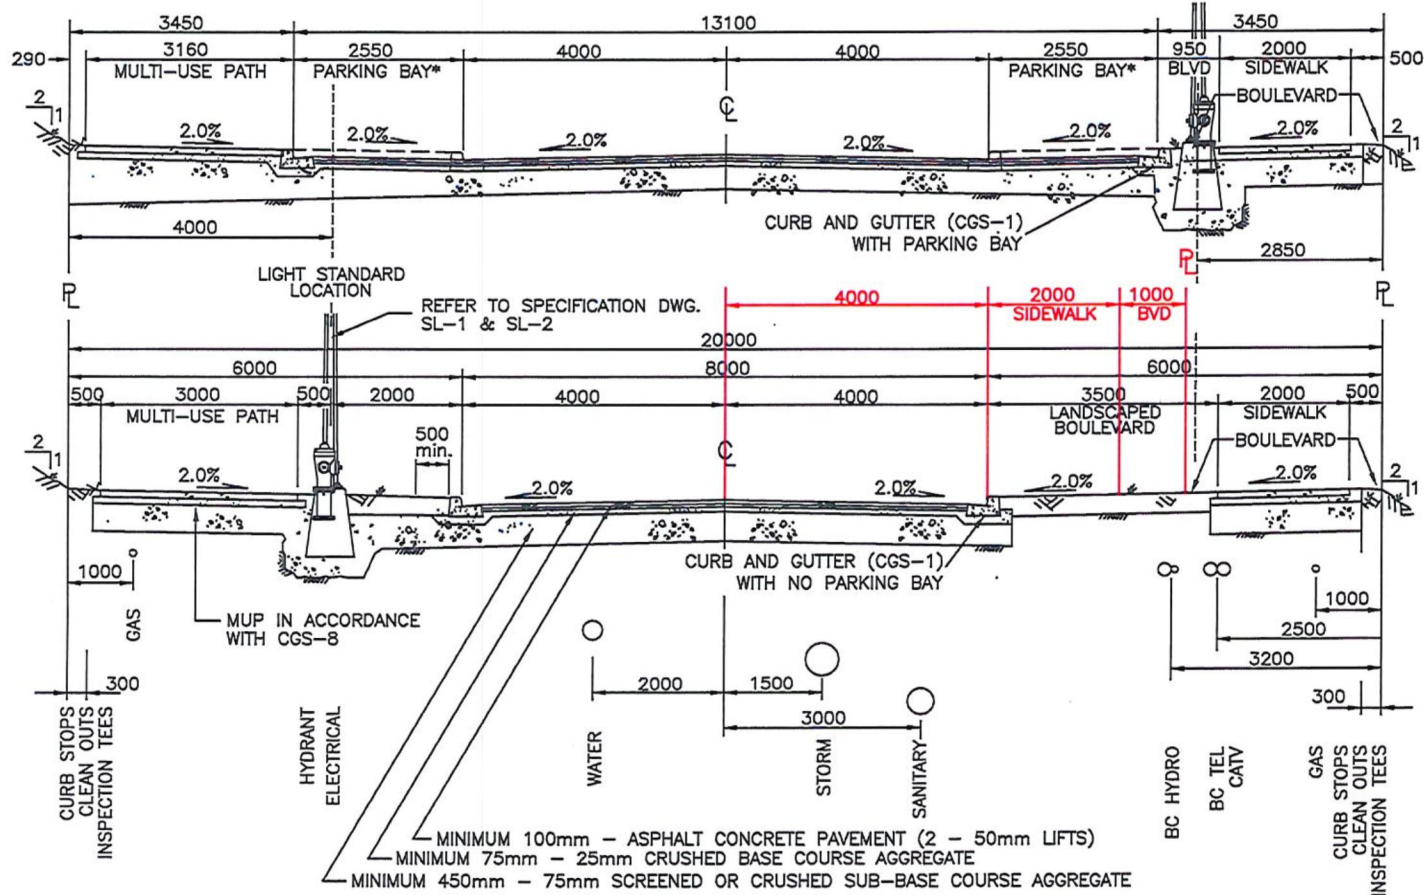 3450 13100 3450
290 3160 2550 4000 4000 2550 950 2000 500
MULTI-USE PATH PARKING BAY* PARKING BAY* BLVD SIDEWALK
BOULEVARD
2
1
2.0% 2.0% 2.0% ℄ 2.0% 2.0% 2.0%
2
1
CURB AND GUTTER (CGS-1)
WITH PARKING BAY
4000 2850
PL PL PL
LIGHT STANDARD
LOCATION
REFER TO SPECIFICATION DWG.
SL-1 & SL-2
4000 2000 1000
SIDEWALK BVD
20000
6000 8000 6000
500 3000 500 2000 4000 4000 3500 2000 500
MULTI-USE PATH LANDSCAPED SIDEWALK
BOULEVARD
BOULEVARD
500
min.
2
1
2.0% 2.0% ℄ 2.0% 2.0% 2.0%
2
1
CURB AND GUTTER (CGS-1)
WITH NO PARKING BAY
1000 GAS
MUP IN ACCORDANCE
WITH CGS-8
1000
2500
3200
300 2000 1500 300
3000
CURB STOPS
CLEAN OUTS
INSPECTION TEES
HYDRANT
ELECTRICAL
WATER
STORM
SANITARY
BC HYDRO
BC TEL
CATV
GAS
CURB STOPS
CLEAN OUTS
INSPECTION TEES
MINIMUM 100mm - ASPHALT CONCRETE PAVEMENT (2 - 50mm LIFTS)
MINIMUM 75mm - 25mm CRUSHED BASE COURSE AGGREGATE
MINIMUM 450mm - 75mm SCREENED OR CRUSHED SUB-BASE COURSE AGGREGATE